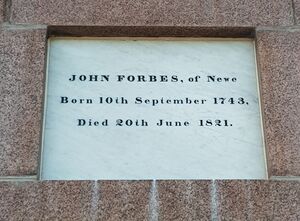 JOHN FORBES, of Newe
Born 10th September 1743,
Died 20th June 1821.